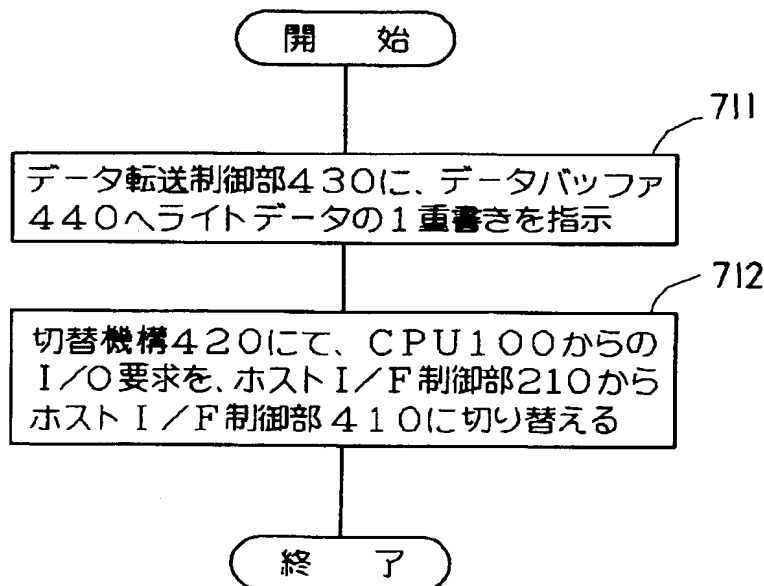 開 始
711
データ転送制御部430に、データバッファ
440へライトデータの1重書きを指示
712
切替機構420にて、CPU100からの
I/O要求を、ホストI/F制御部210から
ホストI/F制御部410に切り替える
終 了